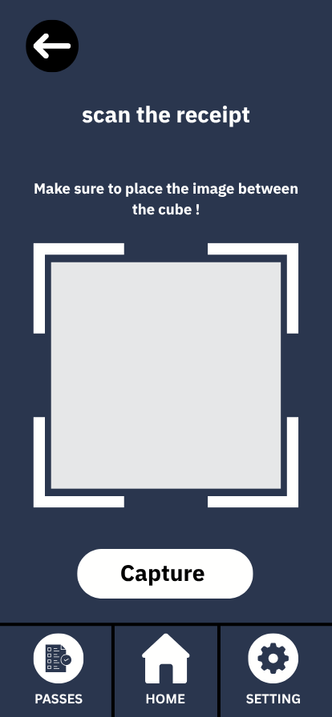 scan the receipt
Make sure to place the image between
the cube !
Capture
PASSES
HOME
SETTING